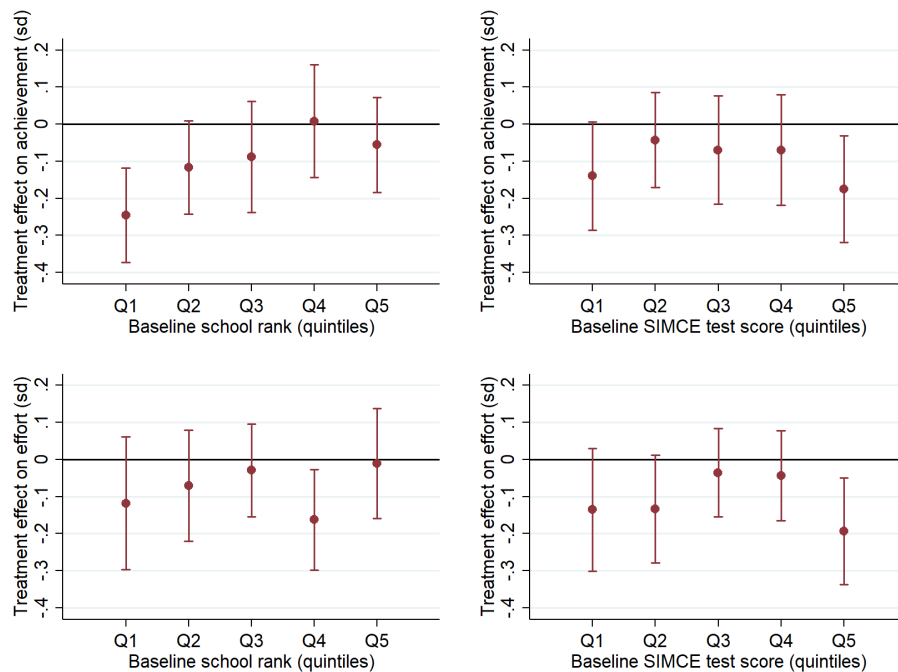 Treatment effect on achievement (sd)
.2
.1
0
-.1
-.2
-.3
-.4
Q1 Q2 Q3 Q4 Q5
Baseline school rank (quintiles)
Treatment effect on achievement (sd)
.2
.1
0
-.1
-.2
-.3
-.4
Q1 Q2 Q3 Q4 Q5
Baseline SIMCE test score (quintiles)
Treatment effect on effort (sd)
.2
.1
0
-.1
-.2
-.3
-.4
Q1 Q2 Q3 Q4 Q5
Baseline school rank (quintiles)
Treatment effect on effort (sd)
.2
.1
0
-.1
-.2
-.3
-.4
Q1 Q2 Q3 Q4 Q5
Baseline SIMCE test score (quintiles)